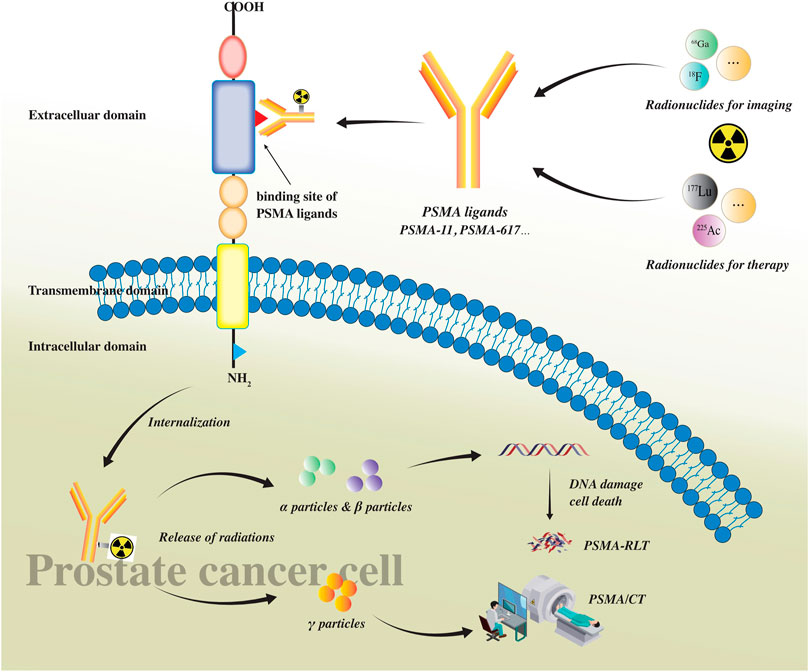 COOH
Extracelluar domain
binding site of
PSMA ligands
PSMA ligands
PSMA-11, PSMA-617...
⁶⁸Ga
¹⁸F
...
Radionuclides for imaging
¹⁷⁷Lu
...
²²⁵Ac
Radionuclides for therapy
Transmembrane domain
Intracellular domain
NH₂
Internalization
α particles & β particles
DNA damage
cell death
Release of radiations
PSMA-RLT
Prostate cancer cell
γ particles
PSMA/CT